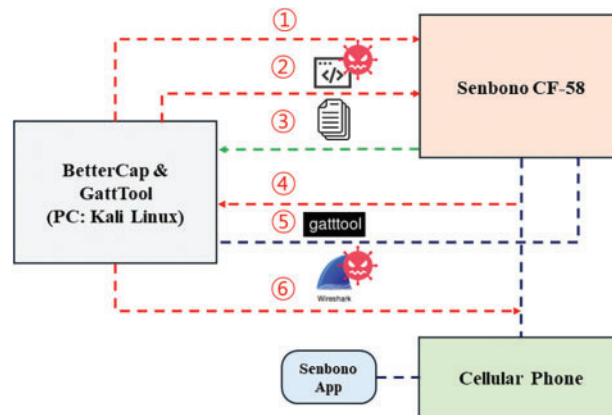 ①
②
</>
Senbono CF-58
③
BetterCap &
GattTool
(PC: Kali Linux)
④
⑤
gatttool
⑥
Wireshark
Senbono
App
Cellular Phone